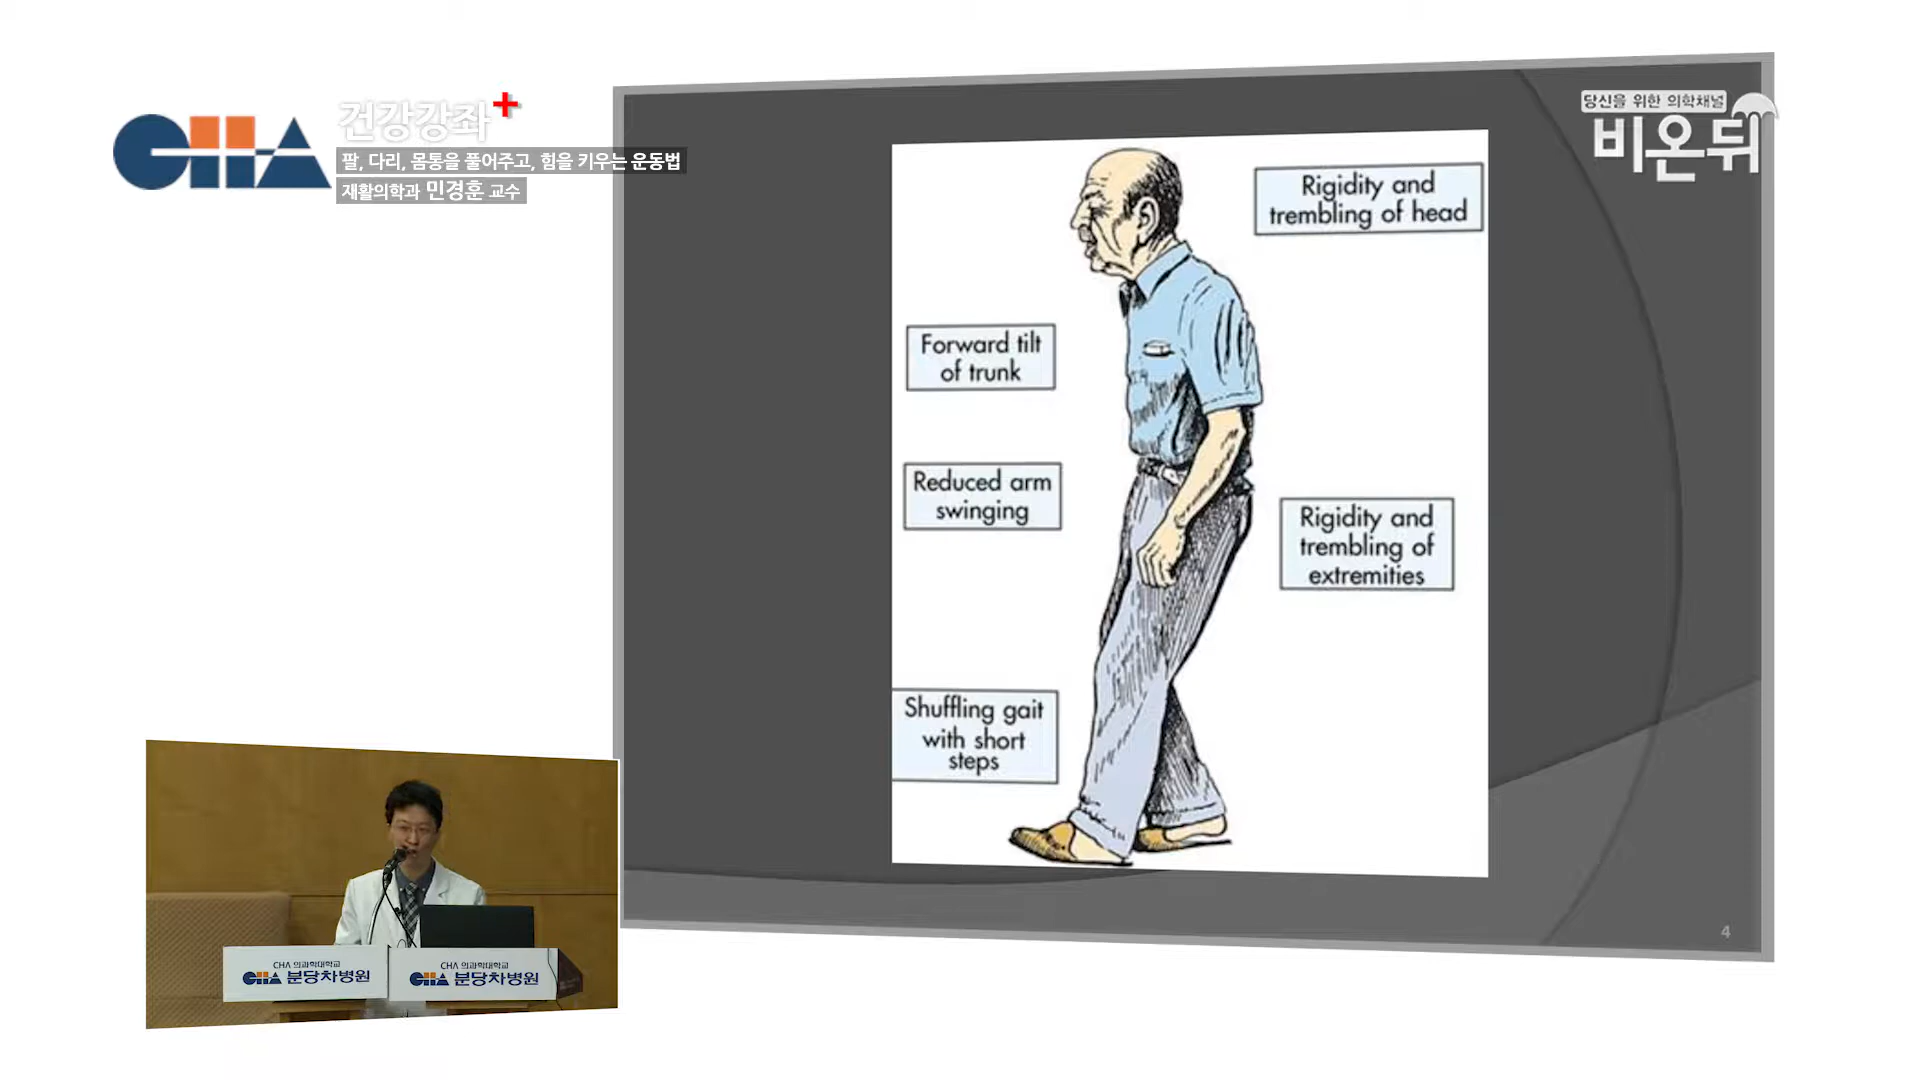 CHA 건강강좌+
팔, 다리, 몸통을 풀어주고, 힘을 키우는 운동법
재활의학과 민경훈 교수
당신을 위한 의학채널
비온뒤
Rigidity and
trembling of head
Forward tilt
of trunk
Reduced arm
swinging
Rigidity and
trembling of
extremities
Shuffling gait
with short
steps
4
CHA 의과학대학교
CHA 분당차병원
CHA 의과학대학교
CHA 분당차병원